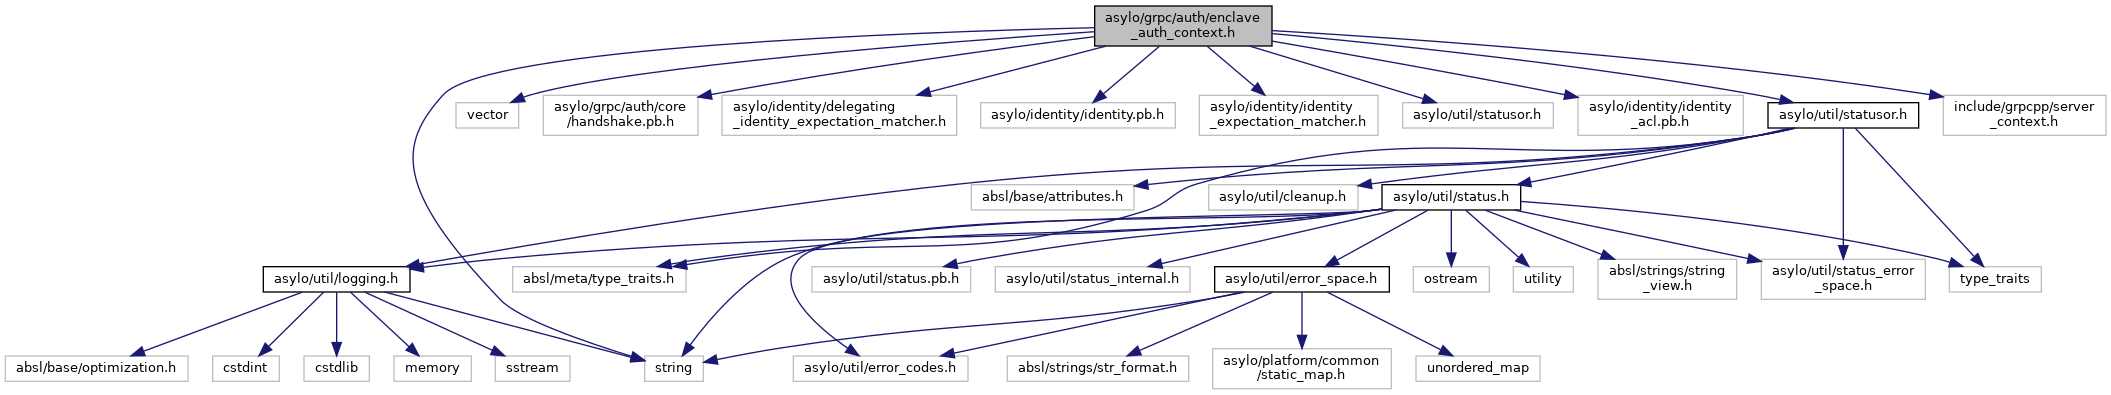 asylo/grpc/auth/enclave
_auth_context.h
vector
asylo/grpc/auth/core
/handshake.pb.h
asylo/identity/delegating
_identity_expectation_matcher.h
asylo/identity/identity.pb.h
asylo/identity/identity
_expectation_matcher.h
asylo/util/statusor.h
asylo/identity/identity
_acl.pb.h
asylo/util/statusor.h
include/grpcpp/server
_context.h
absl/base/attributes.h
asylo/util/cleanup.h
asylo/util/status.h
asylo/util/logging.h
absl/meta/type_traits.h
asylo/util/status.pb.h
asylo/util/status_internal.h
asylo/util/error_space.h
ostream
utility
absl/strings/string
_view.h
asylo/util/status_error
_space.h
type_traits
absl/base/optimization.h
cstdint
cstdlib
memory
sstream
string
asylo/util/error_codes.h
absl/strings/str_format.h
asylo/platform/common
/static_map.h
unordered_map